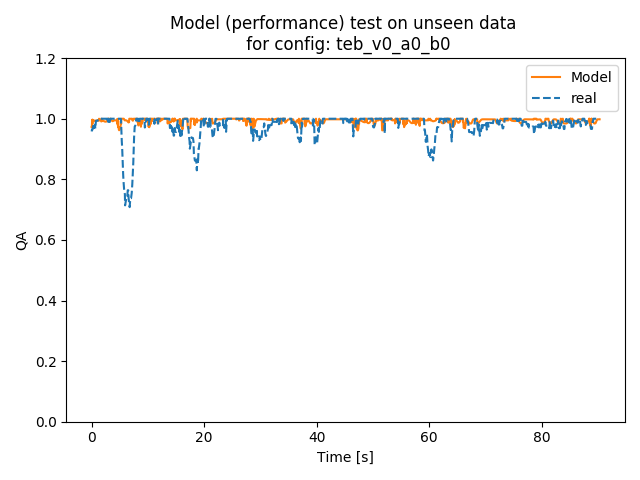 Model (performance) test on unseen data
for config: teb_v0_a0_b0
Model
real
1.2
1.0
0.8
0.6
0.4
0.2
0.0
QA
0 20 40 60 80
Time [s]